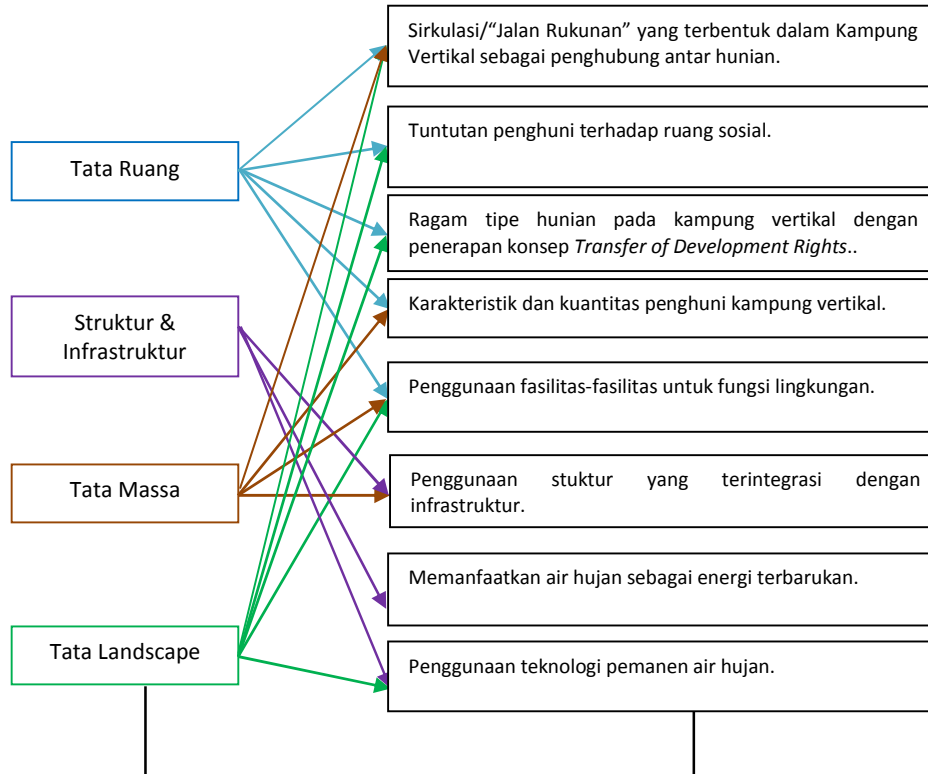 Sirkulasi/“Jalan Rukunan” yang terbentuk dalam Kampung
Vertikal sebagai penghubung antar hunian.
Tata Ruang
Tuntutan penghuni terhadap ruang sosial.
Ragam tipe hunian pada kampung vertikal dengan
penerapan konsep Transfer of Development Rights..
Struktur &
Infrastruktur
Karakteristik dan kuantitas penghuni kampung vertikal.
Penggunaan fasilitas-fasilitas untuk fungsi lingkungan.
Tata Massa
Penggunaan stuktur yang terintegrasi dengan
infrastruktur.
Memanfaatkan air hujan sebagai energi terbarukan.
Tata Landscape
Penggunaan teknologi pemanen air hujan.